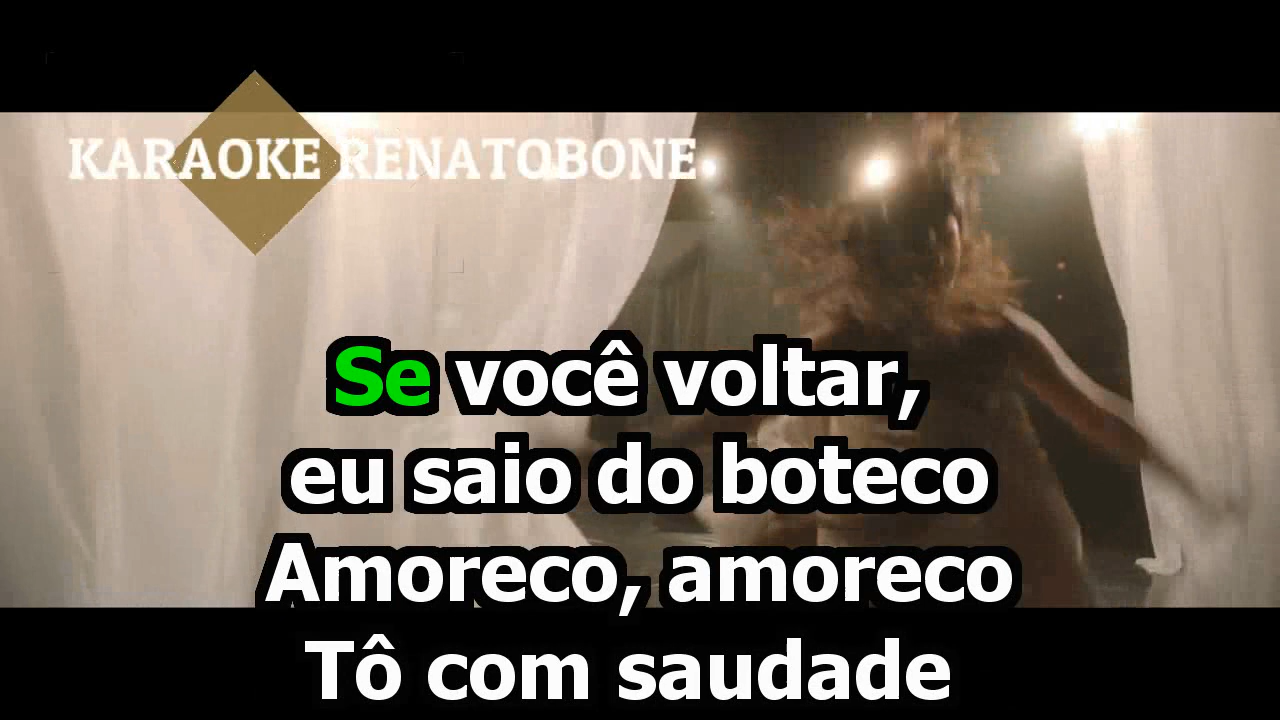 KARAOKE RENATOBONE
Se você voltar,
eu saio do boteco
Amoreco, amoreco
Tô com saudade